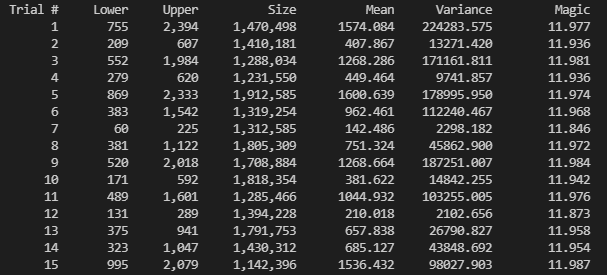 Trial # Lower Upper Size Mean Variance Magic
1 755 2,394 1,470,498 1574.084 224283.575 11.977
2 209 607 1,410,181 407.867 13271.420 11.936
3 552 1,984 1,288,034 1268.286 171161.811 11.981
4 279 620 1,231,550 449.464 9741.857 11.936
5 869 2,333 1,912,585 1600.639 178995.950 11.974
6 383 1,542 1,319,254 962.461 112240.467 11.968
7 60 225 1,312,585 142.486 2298.182 11.846
8 381 1,122 1,805,309 751.324 45862.900 11.972
9 520 2,018 1,708,884 1268.664 187251.007 11.984
10 171 592 1,818,354 381.622 14842.255 11.942
11 489 1,601 1,285,466 1044.932 103255.005 11.976
12 131 289 1,394,228 210.018 2102.656 11.873
13 375 941 1,791,753 657.838 26790.827 11.958
14 323 1,047 1,430,312 685.127 43848.692 11.954
15 995 2,079 1,142,396 1536.432 98027.903 11.987